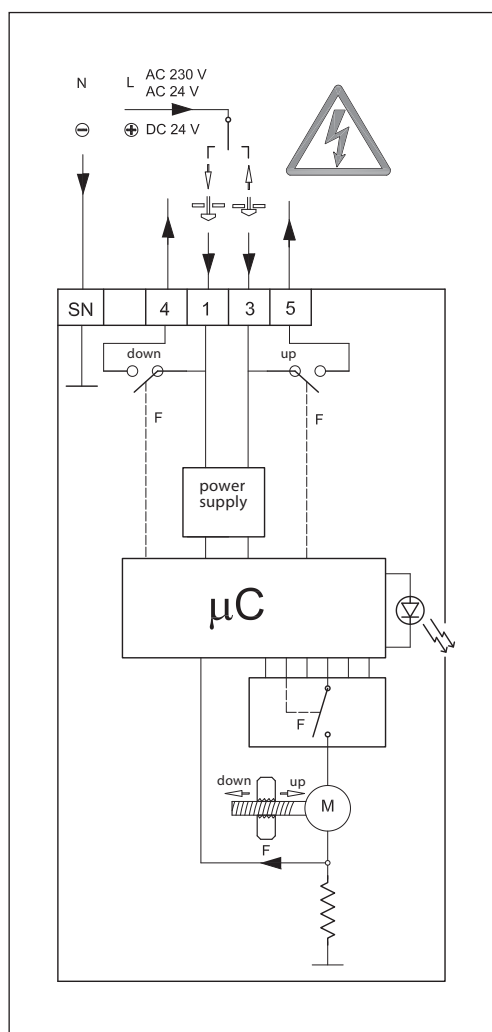 N L AC 230 V
AC 24 V
⊖ ⊕ DC 24 V
SN 4 1 3 5
down up
F F
power
supply
µC
F
down up
M
F